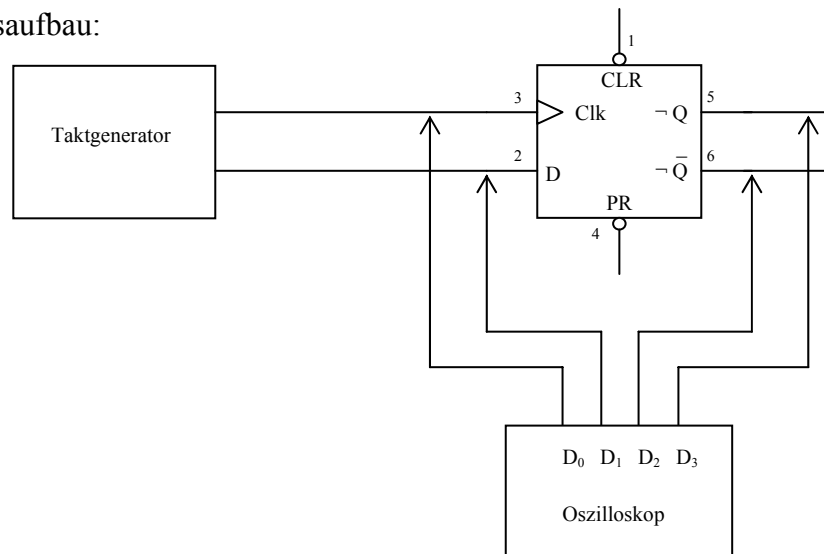 saufbau:
1
CLR
3
Clk
¬ Q
5
Taktgenerator
2
D
¬ Q̅
6
PR
4
D₀ D₁ D₂ D₃
Oszilloskop